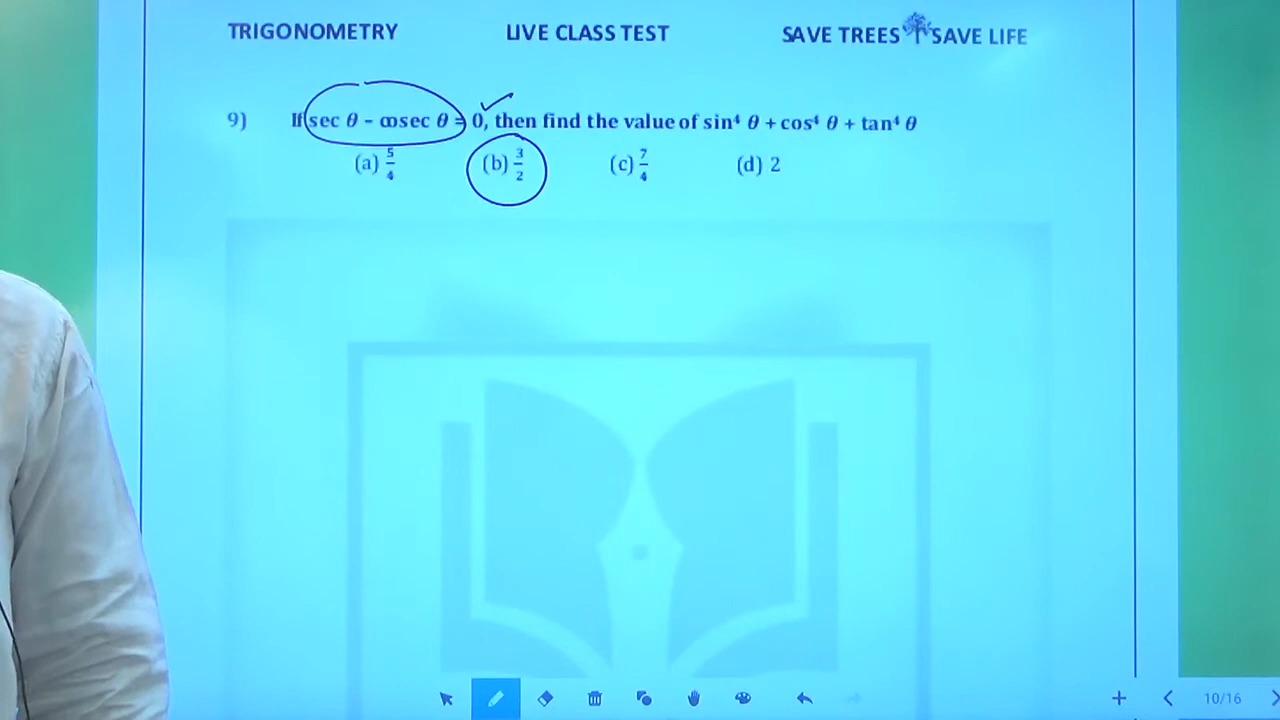 TRIGONOMETRY LIVE CLASS TEST SAVE TREES SAVE LIFE
9) If sec θ – cosec θ = 0, then find the value of sin⁴ θ + cos⁴ θ + tan⁴ θ
(a) 5/4 (b) 3/2 (c) 7/4 (d) 2
10/16